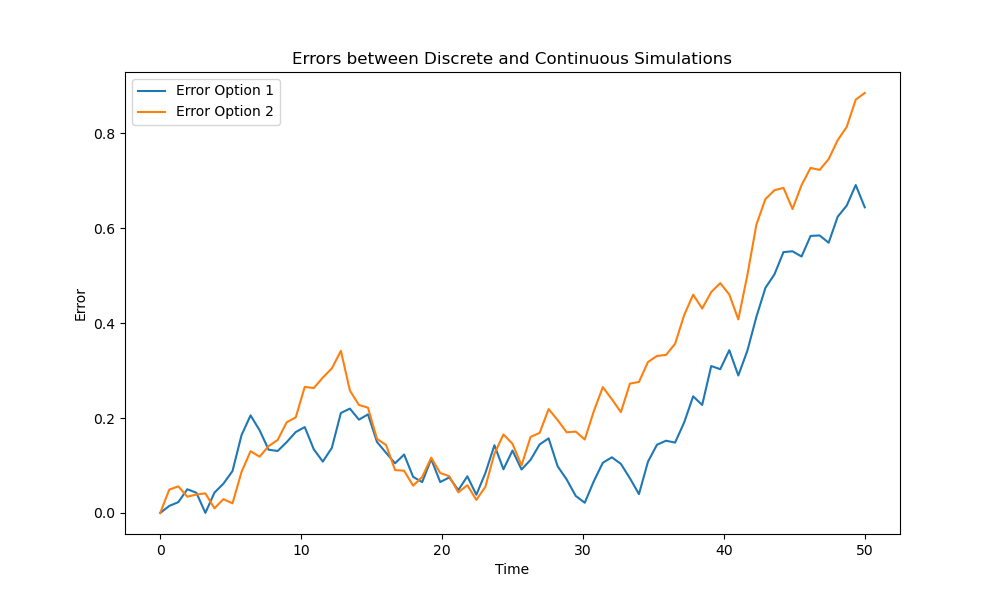 Errors between Discrete and Continuous Simulations
Error Option 1
Error Option 2
0.8
0.6
0.4
0.2
0.0
Error
0 10 20 30 40 50
Time